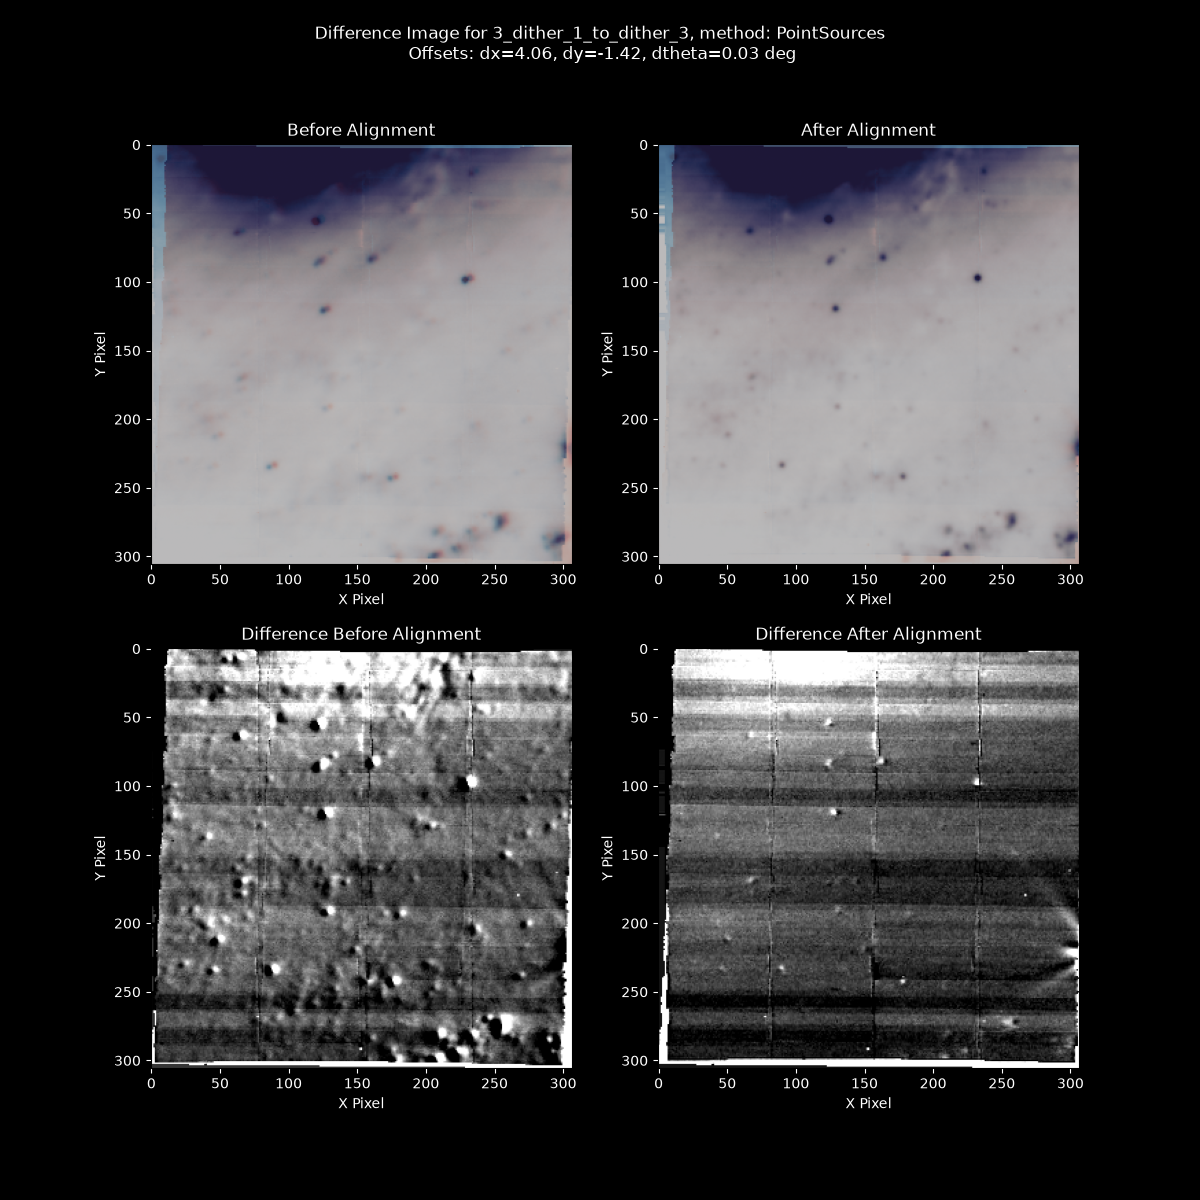 Difference Image for 3_dither_1_to_dither_3, method: PointSources
Offsets: dx=4.06, dy=-1.42, dtheta=0.03 deg
Before Alignment
0
50
100
150
200
250
300
Y Pixel
0 50 100 150 200 250 300
X Pixel
After Alignment
0
50
100
150
200
250
300
Y Pixel
0 50 100 150 200 250 300
X Pixel
Difference Before Alignment
0
50
100
150
200
250
300
Y Pixel
0 50 100 150 200 250 300
X Pixel
Difference After Alignment
0
50
100
150
200
250
300
Y Pixel
0 50 100 150 200 250 300
X Pixel